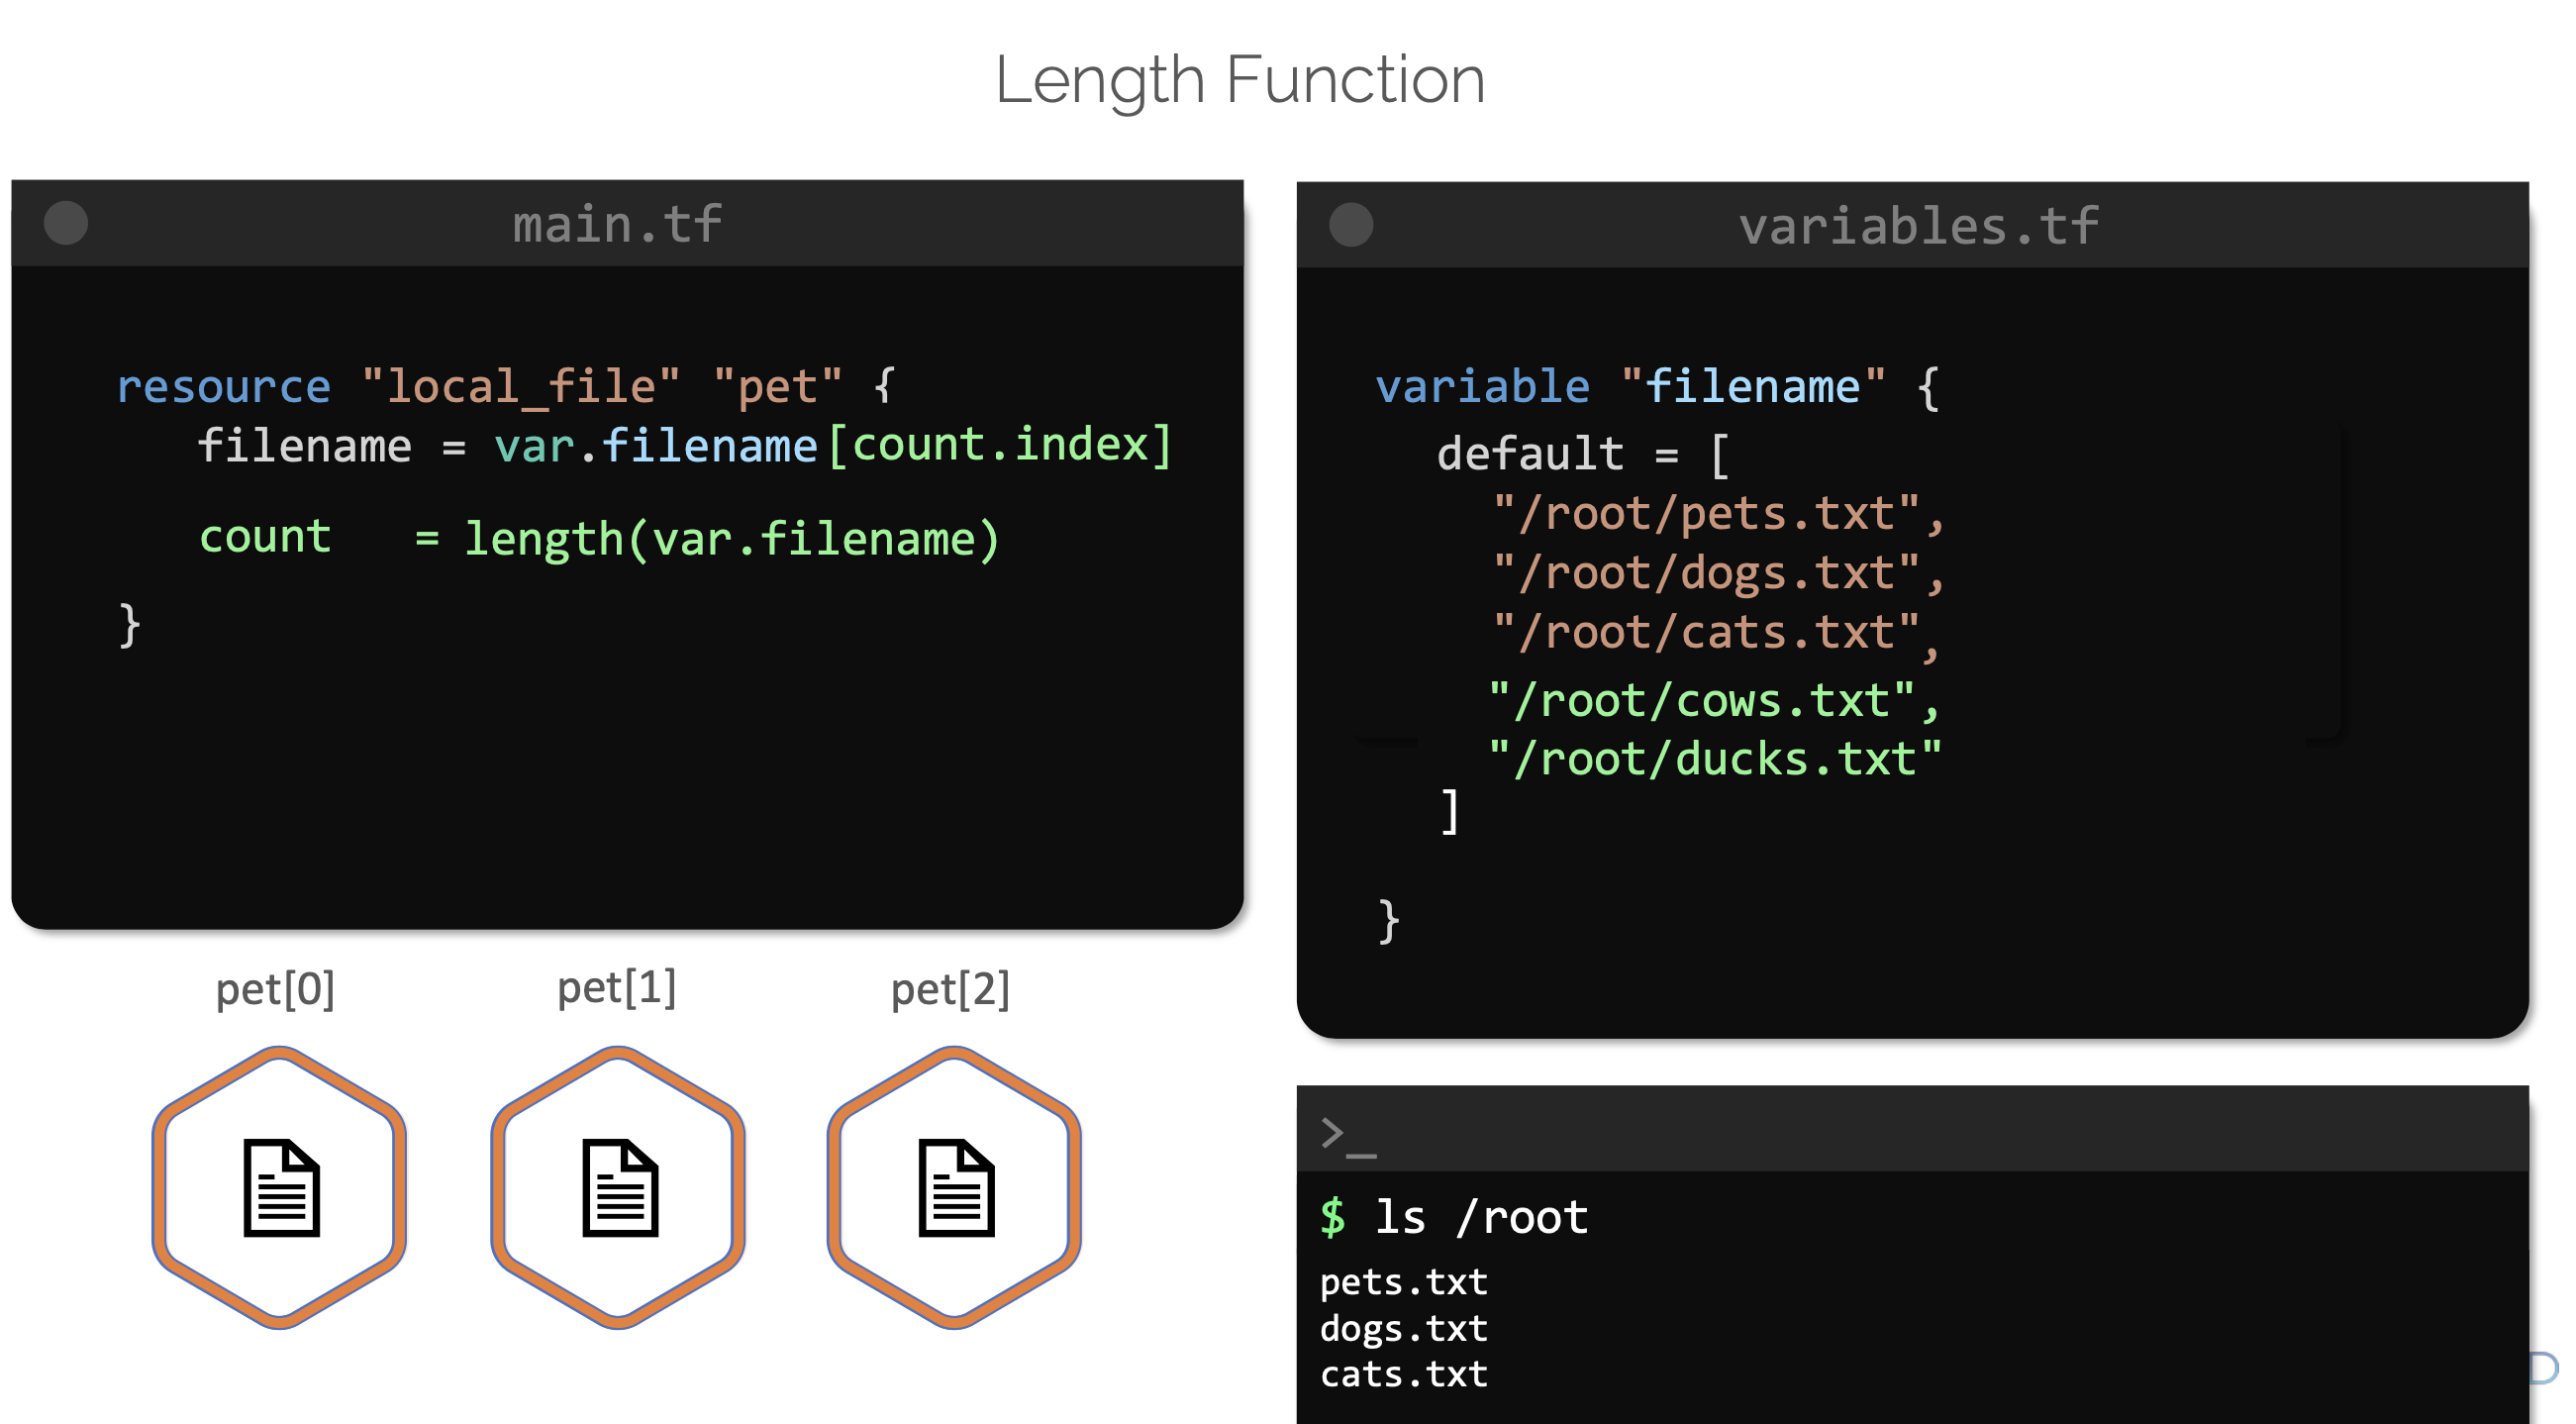 Length Function
main.tf
resource "local_file" "pet" {
filename = var.filename[count.index]
count = length(var.filename)
}
variables.tf
variable "filename" {
default = [
"/root/pets.txt",
"/root/dogs.txt",
"/root/cats.txt",
"/root/cows.txt",
"/root/ducks.txt"
]
}
pet[0]
pet[1]
pet[2]
>_
$ ls /root
pets.txt
dogs.txt
cats.txt